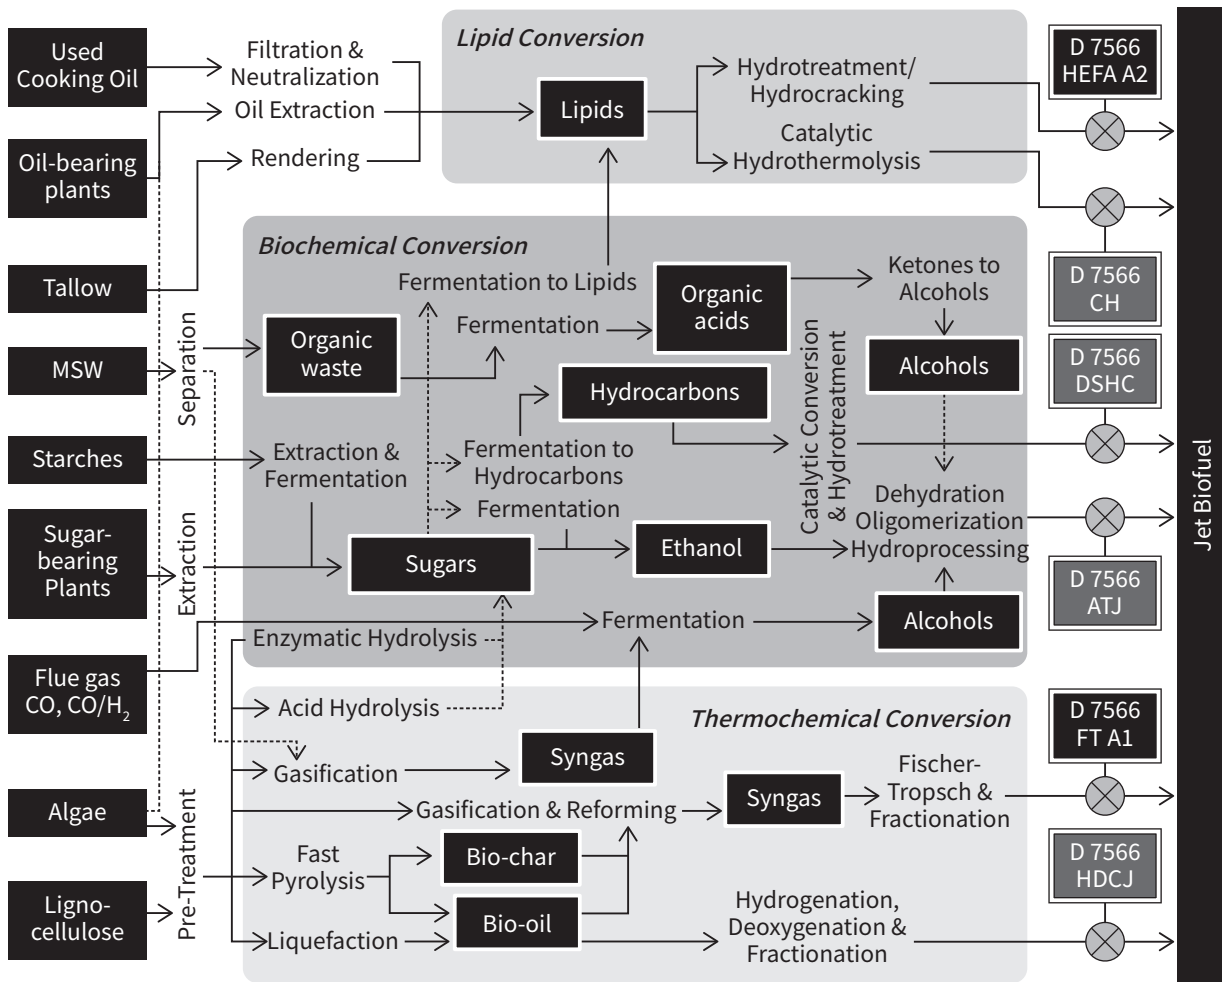 Used
Cooking Oil
Oil-bearing
plants
Tallow
MSW
Starches
Sugar-
bearing
Plants
Flue gas
CO, CO/H₂
Algae
Ligno-
cellulose
Separation
Extraction
Pre-Treatment
Filtration &
Neutralization
Oil Extraction
Rendering
Lipid Conversion
Lipids
Hydrotreatment/
Hydrocracking
Catalytic
Hydrothermolysis
Biochemical Conversion
Fermentation to Lipids
Organic
waste
Fermentation
Organic
acids
Ketones to
Alcohols
Alcohols
Hydrocarbons
Catalytic Conversion
& Hydrotreatment
Extraction &
Fermentation
Fermentation to
Hydrocarbons
Fermentation
Sugars
Ethanol
Dehydration
Oligomerization
Hydroprocessing
Enzymatic Hydrolysis
Fermentation
Alcohols
Thermochemical Conversion
Acid Hydrolysis
Gasification
Syngas
Gasification & Reforming
Syngas
Fischer-
Tropsch &
Fractionation
Fast
Pyrolysis
Bio-char
Bio-oil
Liquefaction
Hydrogenation,
Deoxygenation &
Fractionation
D 7566
HEFA A2
D 7566
CH
D 7566
DSHC
D 7566
ATJ
D 7566
FT A1
D 7566
HDCJ
Jet Biofuel